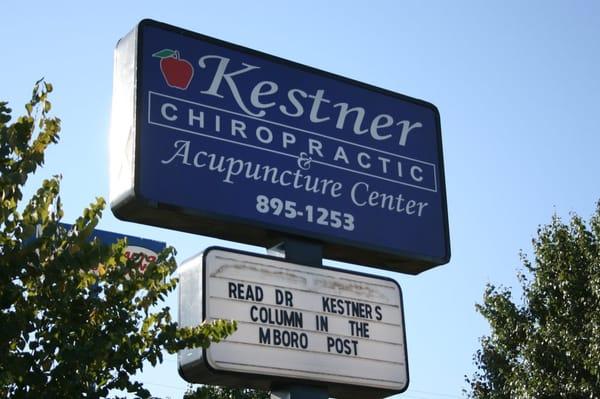 Kestner
CHIROPRACTIC
&
Acupuncture Center
895-1253
READ DR KESTNER'S
COLUMN IN THE
MBORO POST